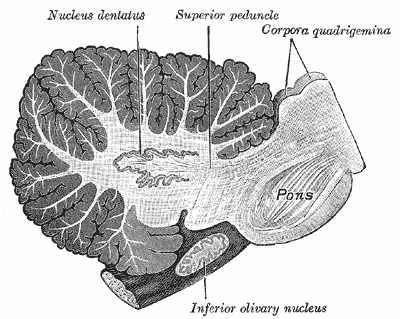 Nucleus dentatus
Superior peduncle
Corpora quadrigemina
Pons
Inferior olivary nucleus